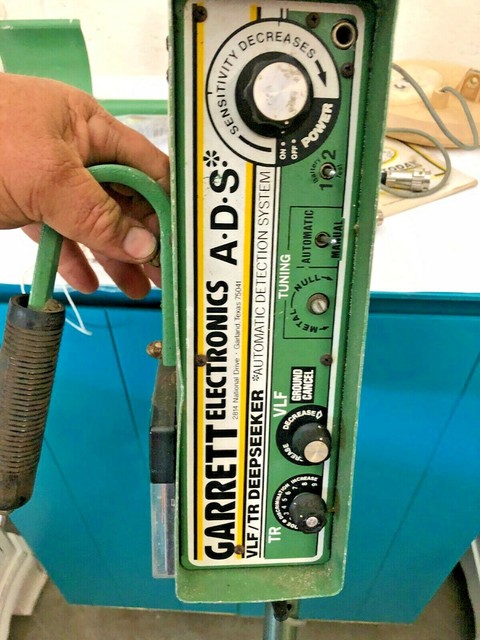 SENSITIVITY DECREASES
POWER
ON OFF
Battery Test
1 2
GARRETT ELECTRONICS A·D·S*
2814 National Drive · Garland, Texas 75041
VLF/TR DEEPSEEKER *AUTOMATIC DETECTION SYSTEM
TUNING
AUTOMATIC
MANUAL
METAL NULL
VLF
GROUND
CANCEL
DECREASE
TR
DISCRIMINATION INCREASE